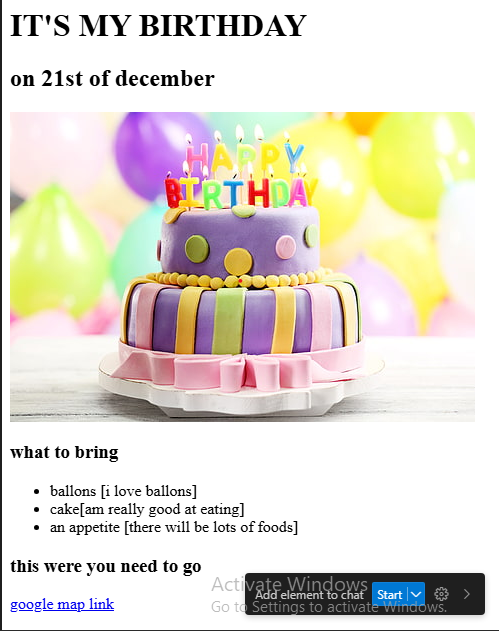 IT'S MY BIRTHDAY
on 21st of december
HAPPY
BIRTHDAY
what to bring
ballons [i love ballons]
cake[am really good at eating]
an appetite [there will be lots of foods]
this were you need to go
google map link
Activate Windows
Go to Settings to activate Windows.
Add element to chat
Start